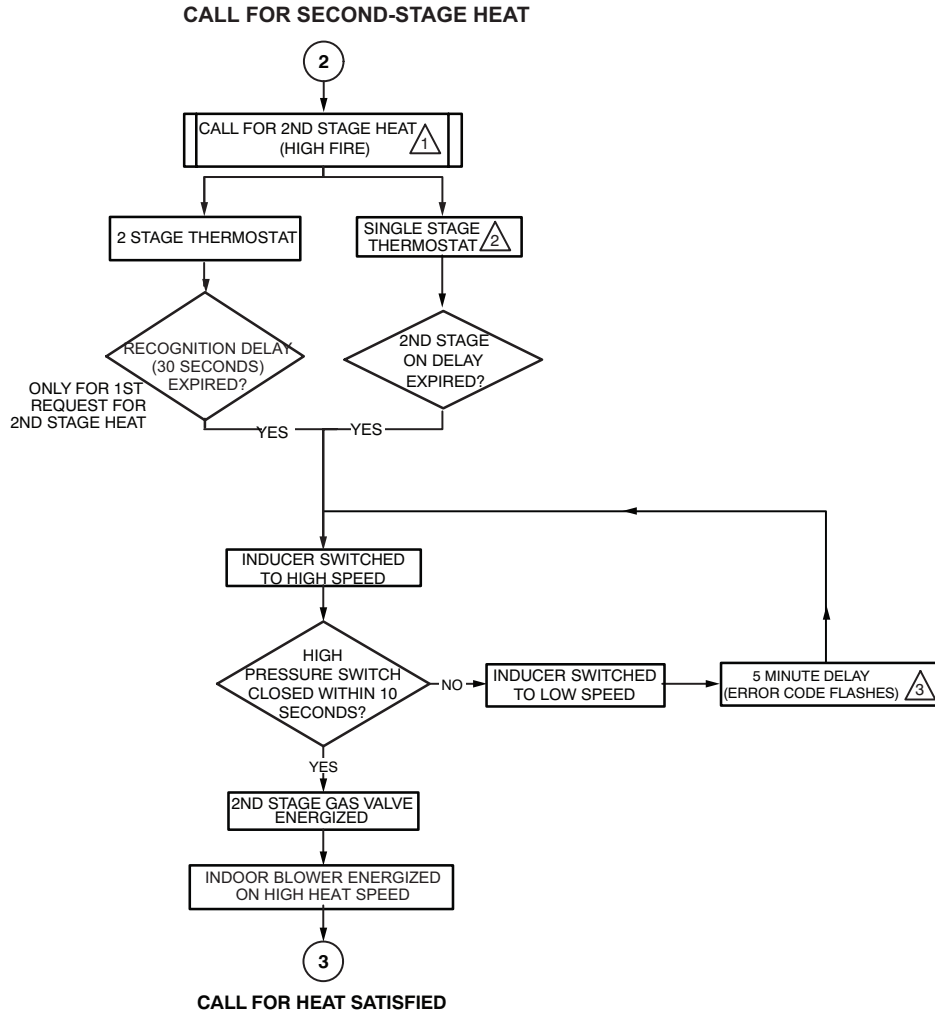 CALL FOR SECOND-STAGE HEAT
2
CALL FOR 2ND STAGE HEAT
(HIGH FIRE)
1
2 STAGE THERMOSTAT
SINGLE STAGE
THERMOSTAT
2
RECOGNITION DELAY
(30 SECONDS)
EXPIRED?
2ND STAGE
ON DELAY
EXPIRED?
ONLY FOR 1ST
REQUEST FOR
2ND STAGE HEAT
YES
YES
INDUCER SWITCHED
TO HIGH SPEED
HIGH
PRESSURE SWITCH
CLOSED WITHIN 10
SECONDS?
NO
INDUCER SWITCHED
TO LOW SPEED
5 MINUTE DELAY
(ERROR CODE FLASHES)
3
YES
2ND STAGE GAS VALVE
ENERGIZED
INDOOR BLOWER ENERGIZED
ON HIGH HEAT SPEED
3
CALL FOR HEAT SATISFIED